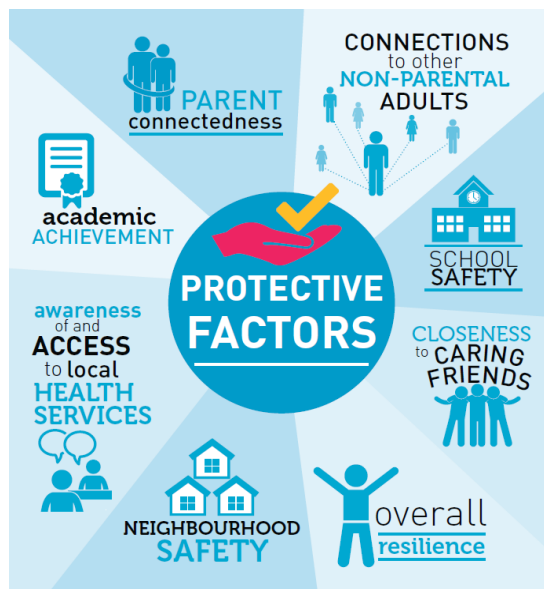 PROTECTIVE
FACTORS
PARENT
connectedness
CONNECTIONS
to other
NON-PARENTAL
ADULTS
SCHOOL
SAFETY
CLOSENESS
to CARING
FRIENDS
overall
resilience
NEIGHBOURHOOD
SAFETY
awareness
of and
ACCESS
to local
HEALTH
SERVICES
academic
ACHIEVEMENT